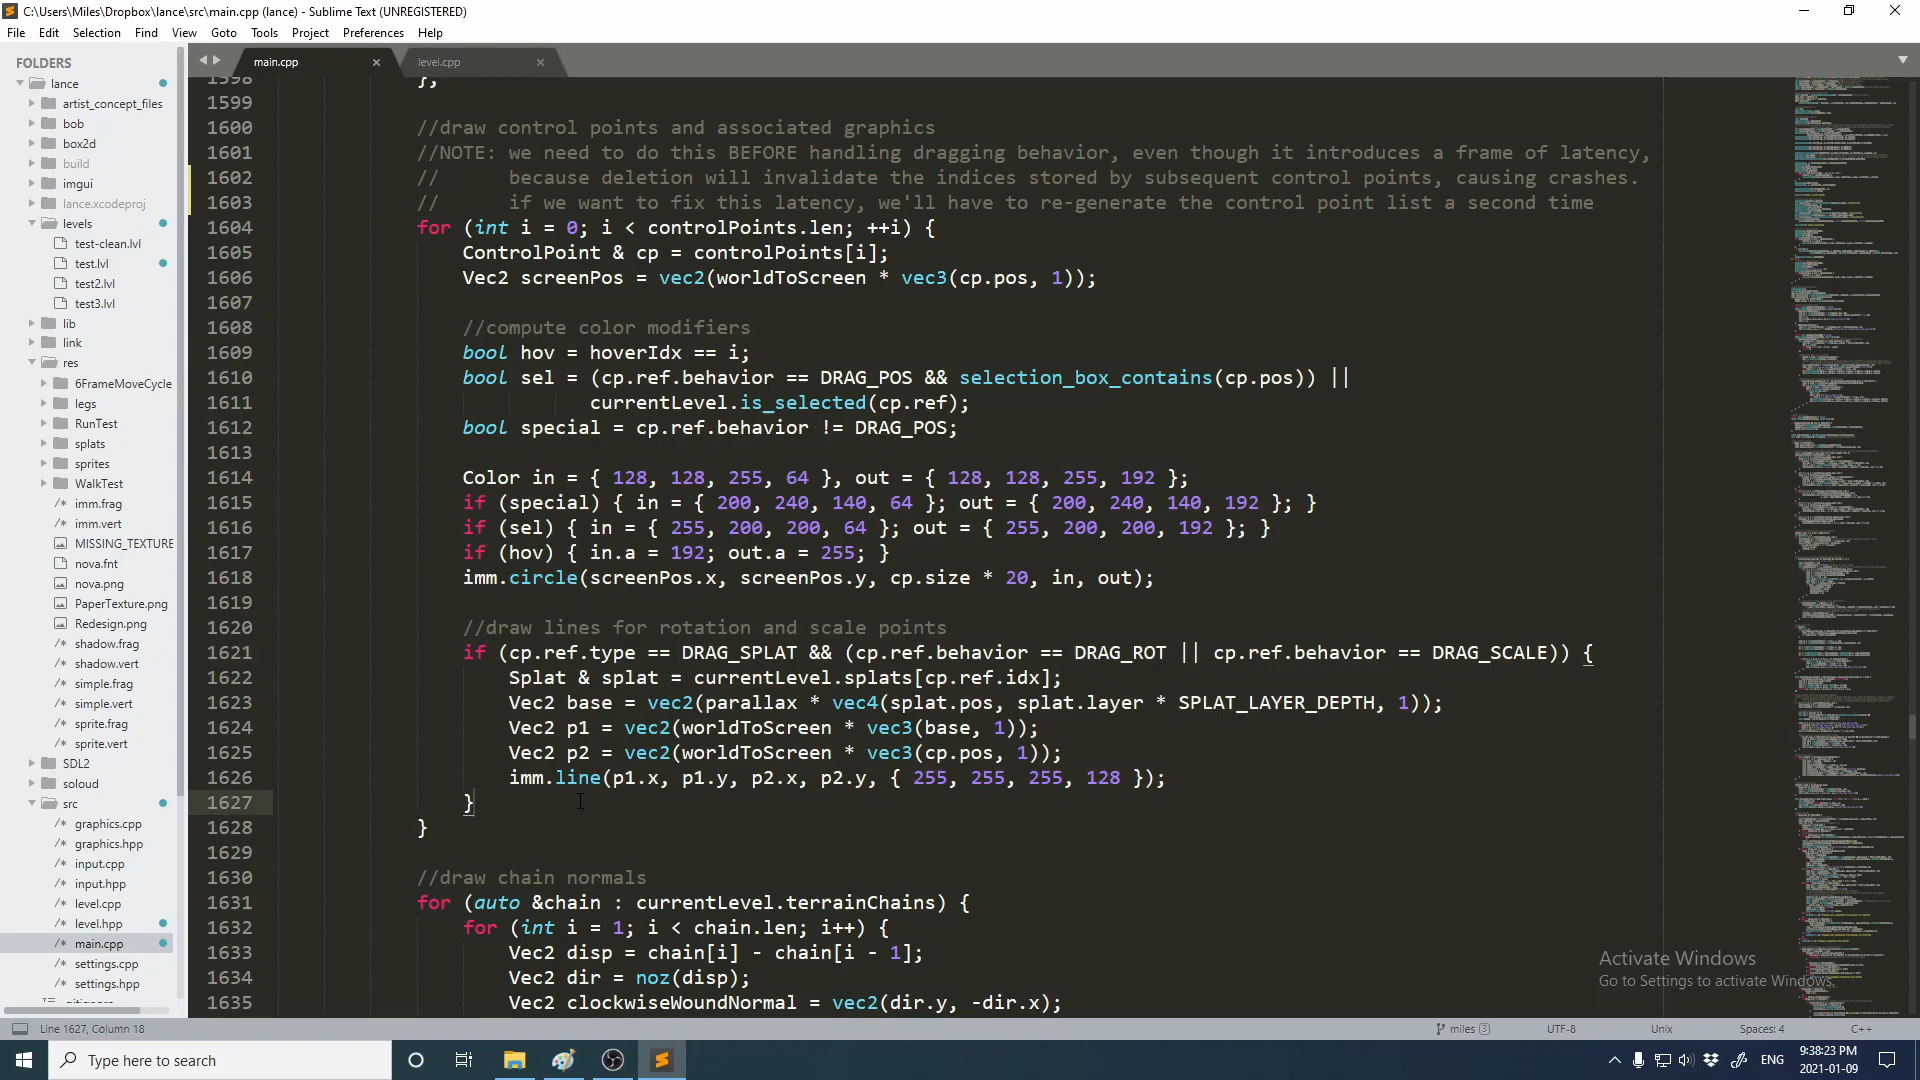 C:\Users\Miles\Dropbox\lance\src\main.cpp (lance) - Sublime Text (UNREGISTERED)
File Edit Selection Find View Goto Tools Project Preferences Help
FOLDERS
lance
artist_concept_files
bob
box2d
build
imgui
lance.xcodeproj
levels
test-clean.lvl
test.lvl
test2.lvl
test3.lvl
lib
link
res
6FrameMoveCycle
legs
RunTest
splats
sprites
WalkTest
imm.frag
imm.vert
MISSING_TEXTURE
nova.fnt
nova.png
PaperTexture.png
Redesign.png
shadow.frag
shadow.vert
simple.frag
simple.vert
sprite.frag
sprite.vert
SDL2
soloud
src
graphics.cpp
graphics.hpp
input.cpp
input.hpp
level.cpp
level.hpp
main.cpp
settings.cpp
settings.hpp
main.cpp level.cpp
1598 };
1599
1600 //draw control points and associated graphics
1601 //NOTE: we need to do this BEFORE handling dragging behavior, even though it introduces a frame of latency,
1602 // because deletion will invalidate the indices stored by subsequent control points, causing crashes.
1603 // if we want to fix this latency, we'll have to re-generate the control point list a second time
1604 for (int i = 0; i < controlPoints.len; ++i) {
1605 ControlPoint & cp = controlPoints[i];
1606 Vec2 screenPos = vec2(worldToScreen * vec3(cp.pos, 1));
1607
1608 //compute color modifiers
1609 bool hov = hoverIdx == i;
1610 bool sel = (cp.ref.behavior == DRAG_POS && selection_box_contains(cp.pos)) ||
1611 currentLevel.is_selected(cp.ref);
1612 bool special = cp.ref.behavior != DRAG_POS;
1613
1614 Color in = { 128, 128, 255, 64 }, out = { 128, 128, 255, 192 };
1615 if (special) { in = { 200, 240, 140, 64 }; out = { 200, 240, 140, 192 }; }
1616 if (sel) { in = { 255, 200, 200, 64 }; out = { 255, 200, 200, 192 }; }
1617 if (hov) { in.a = 192; out.a = 255; }
1618 imm.circle(screenPos.x, screenPos.y, cp.size * 20, in, out);
1619
1620 //draw lines for rotation and scale points
1621 if (cp.ref.type == DRAG_SPLAT && (cp.ref.behavior == DRAG_ROT || cp.ref.behavior == DRAG_SCALE)) {
1622 Splat & splat = currentLevel.splats[cp.ref.idx];
1623 Vec2 base = vec2(parallax * vec4(splat.pos, splat.layer * SPLAT_LAYER_DEPTH, 1));
1624 Vec2 p1 = vec2(worldToScreen * vec3(base, 1));
1625 Vec2 p2 = vec2(worldToScreen * vec3(cp.pos, 1));
1626 imm.line(p1.x, p1.y, p2.x, p2.y, { 255, 255, 255, 128 });
1627 }
1628 }
1629
1630 //draw chain normals
1631 for (auto &chain : currentLevel.terrainChains) {
1632 for (int i = 1; i < chain.len; i++) {
1633 Vec2 disp = chain[i] - chain[i - 1];
1634 Vec2 dir = noz(disp);
1635 Vec2 clockwiseWoundNormal = vec2(dir.y, -dir.x);
Activate Windows
Go to Settings to activate Windows.
Line 1627, Column 18 miles 3 UTF-8 Unix Spaces: 4 C++
Type here to search
ENG
9:38:23 PM
2021-01-09